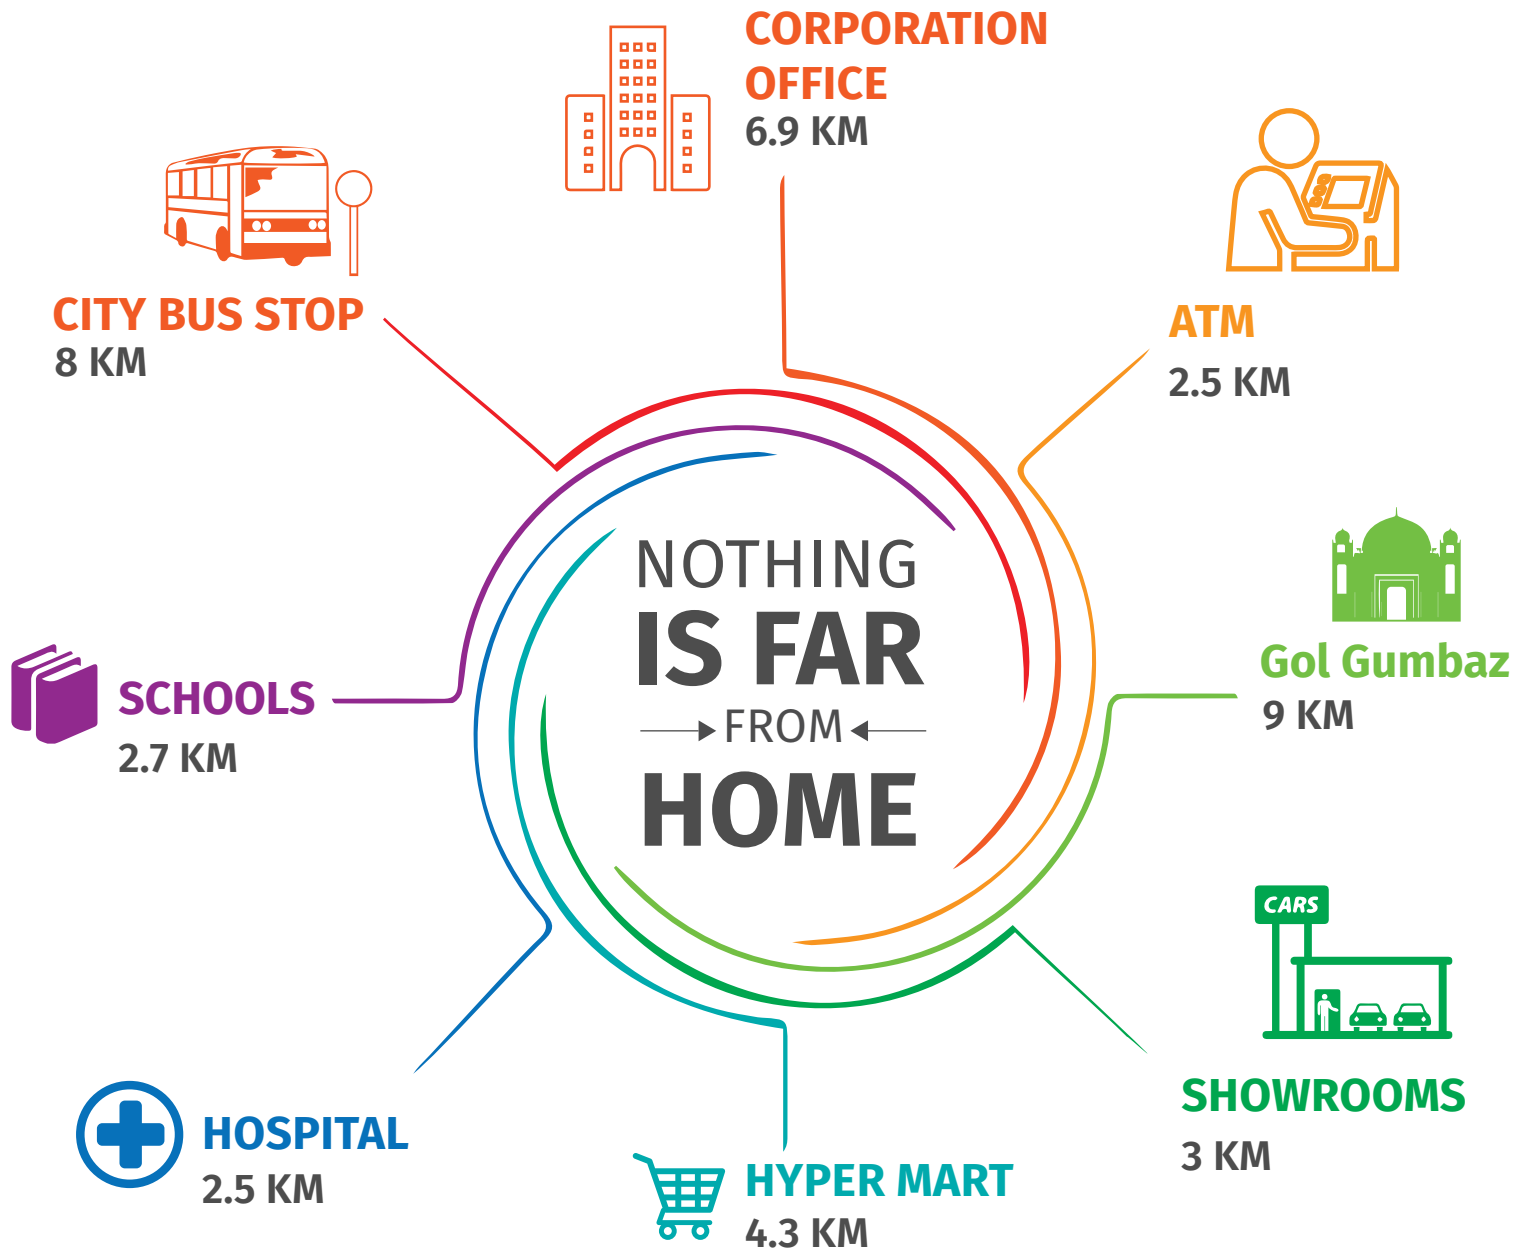 CORPORATION
OFFICE
6.9 KM
CITY BUS STOP
8 KM
ATM
2.5 KM
NOTHING
IS FAR
FROM
HOME
Gol Gumbaz
9 KM
SCHOOLS
2.7 KM
CARS
SHOWROOMS
3 KM
HOSPITAL
2.5 KM
HYPER MART
4.3 KM